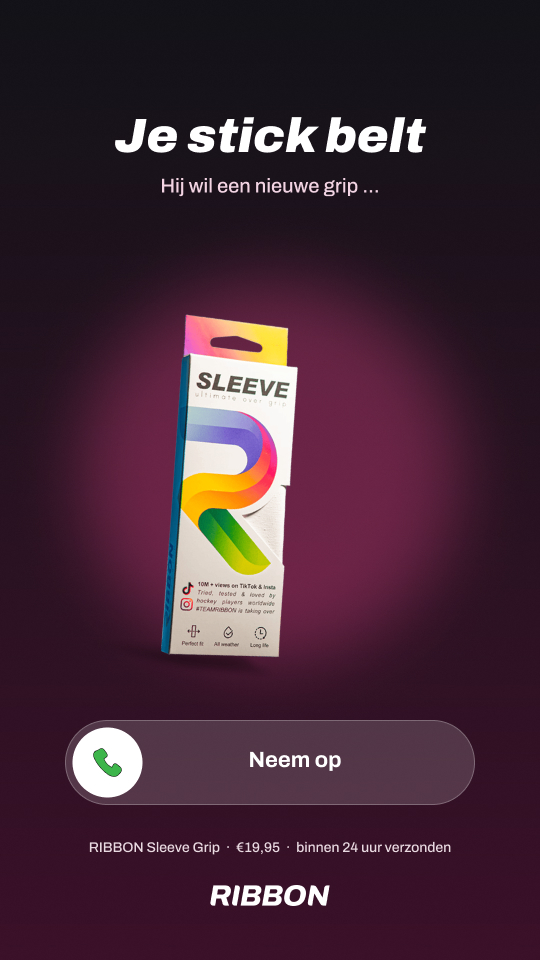 Je stick belt
Hij wil een nieuwe grip ...
SLEEVE
ultimate over grip
10M + views on TikTok & Insta
Tried, tested & loved by
hockey players worldwide
#TEAMRIBBON is taking over
Perfect fit
All weather
Long life
Neem op
RIBBON Sleeve Grip · €19,95 · binnen 24 uur verzonden
RIBBON